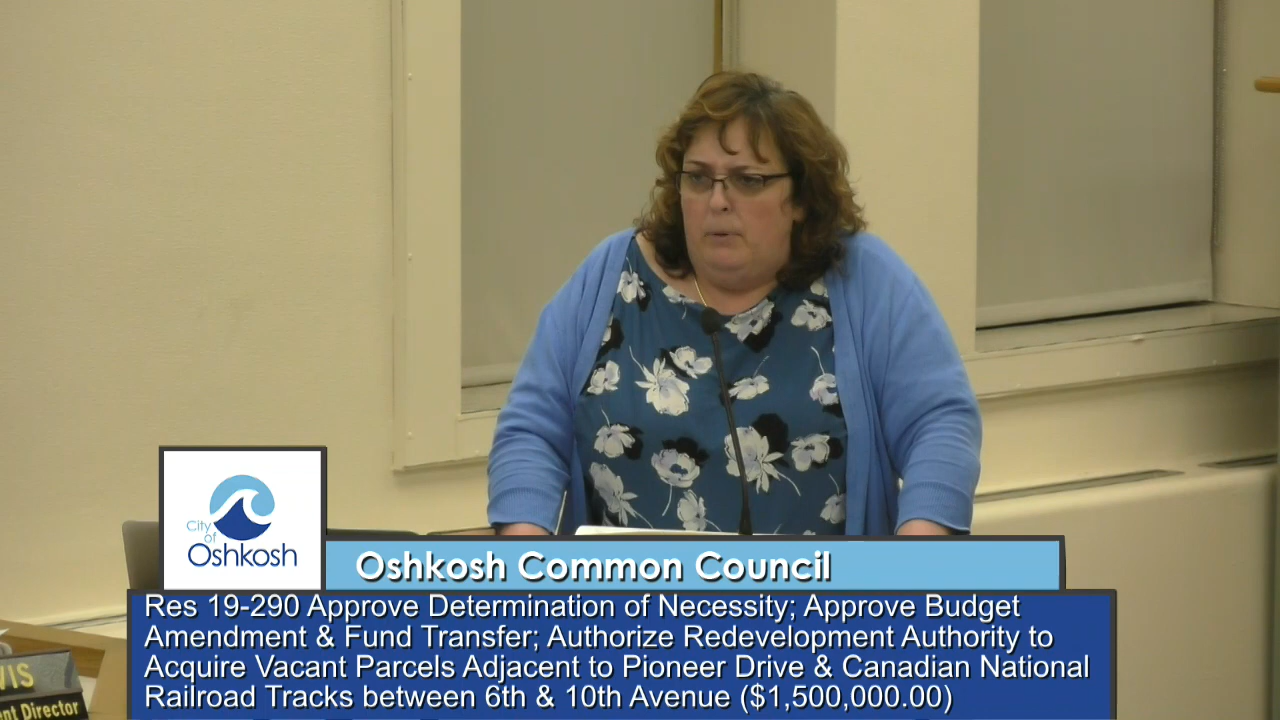 City
of
Oshkosh
Oshkosh Common Council
Res 19-290 Approve Determination of Necessity; Approve Budget
Amendment & Fund Transfer; Authorize Redevelopment Authority to
Acquire Vacant Parcels Adjacent to Pioneer Drive & Canadian National
Railroad Tracks between 6th & 10th Avenue ($1,500,000.00)
Director